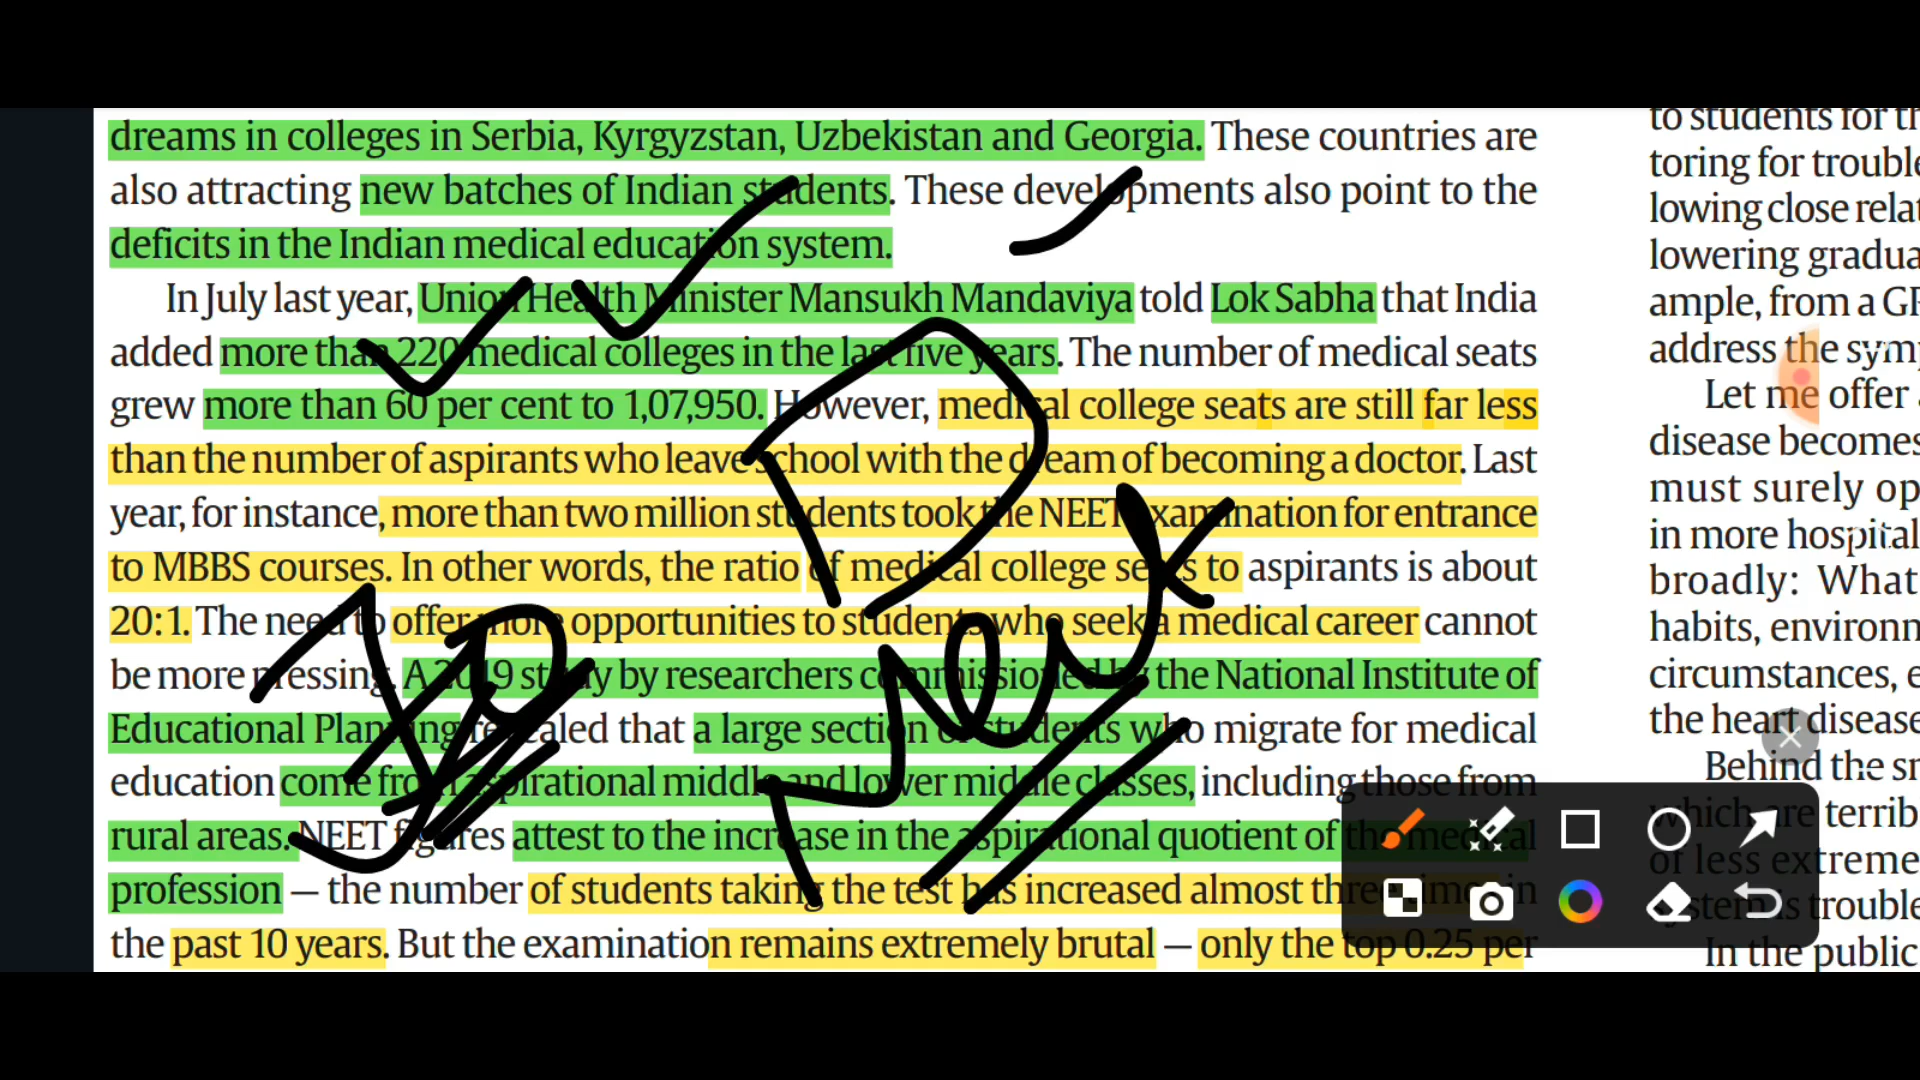 dreams in colleges in Serbia, Kyrgyzstan, Uzbekistan and Georgia. These countries are
also attracting new batches of Indian students. These developments also point to the
deficits in the Indian medical education system.
In July last year, Union Health Minister Mansukh Mandaviya told Lok Sabha that India
added more than 220 medical colleges in the last five years. The number of medical seats
grew more than 60 per cent to 1,07,950. However, medical college seats are still far less
than the number of aspirants who leave school with the dream of becoming a doctor. Last
year, for instance, more than two million students took the NEET examination for entrance
to MBBS courses. In other words, the ratio of medical college seats to aspirants is about
20:1. The need to offer more opportunities to students who seek a medical career cannot
be more pressing. A 2019 study by researchers commissioned by the National Institute of
Educational Planning revealed that a large section of students who migrate for medical
education come from aspirational middle and lower middle classes, including those from
rural areas. NEET figures attest to the increase in the aspirational quotient of the medical
profession — the number of students taking the test has increased almost three times in
the past 10 years. But the examination remains extremely brutal — only the top 0.25 per
to students for
toring for
lowing close
lowering
ample, from a
address the
Let me offer
disease becomes
must surely
in more
broadly: What
habits,
circumstances,
the heart disease
Behind the
which are
or less extreme
system is
In the public